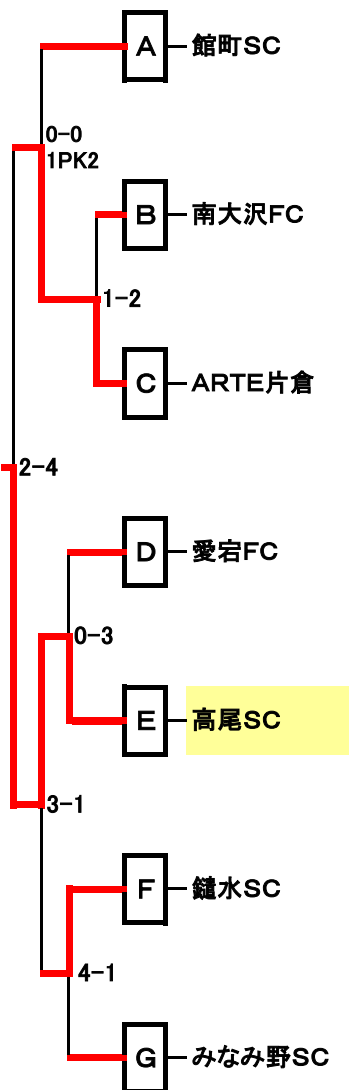 A 館町SC
0-0
1PK2
B 南大沢FC
1-2
C ARTE片倉
2-4
D 愛宕FC
0-3
E 高尾SC
3-1
F 鑓水SC
4-1
G みなみ野SC